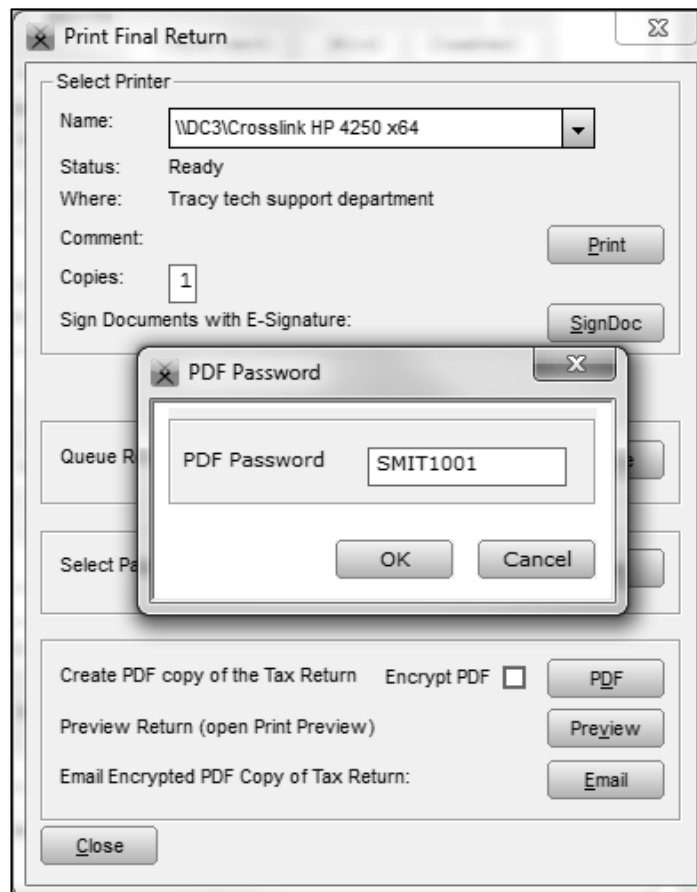 Print Final Return
Select Printer
Name: \\DC3\Crosslink HP 4250 x64
Status: Ready
Where: Tracy tech support department
Comment:
Print
Copies: 1
Sign Documents with E-Signature: SignDoc
PDF Password
Queue R
PDF Password SMIT1001
e
OK Cancel
Select Pa
Create PDF copy of the Tax Return Encrypt PDF PDF
Preview Return (open Print Preview) Preview
Email Encrypted PDF Copy of Tax Return: Email
Close